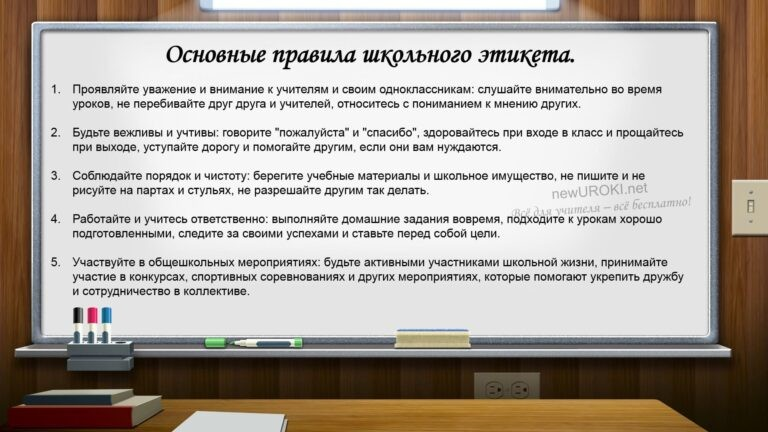 Основные правила школьного этикета.
1. Проявляйте уважение и внимание к учителям и своим одноклассникам: слушайте внимательно во время
уроков, не перебивайте друг друга и учителей, относитесь с пониманием к мнению других.
2. Будьте вежливы и учтивы: говорите "пожалуйста" и "спасибо", здоровайтесь при входе в класс и прощайтесь
при выходе, уступайте дорогу и помогайте другим, если они вам нуждаются.
3. Соблюдайте порядок и чистоту: берегите учебные материалы и школьное имущество, не пишите и не
рисуйте на партах и стульях, не разрешайте другим так делать.
newUROKI.net
Всё для учителя – всё бесплатно!
4. Работайте и учитесь ответственно: выполняйте домашние задания вовремя, подходите к урокам хорошо
подготовленными, следите за своими успехами и ставьте перед собой цели.
5. Участвуйте в общешкольных мероприятиях: будьте активными участниками школьной жизни, принимайте
участие в конкурсах, спортивных соревнованиях и других мероприятиях, которые помогают укрепить дружбу
и сотрудничество в коллективе.